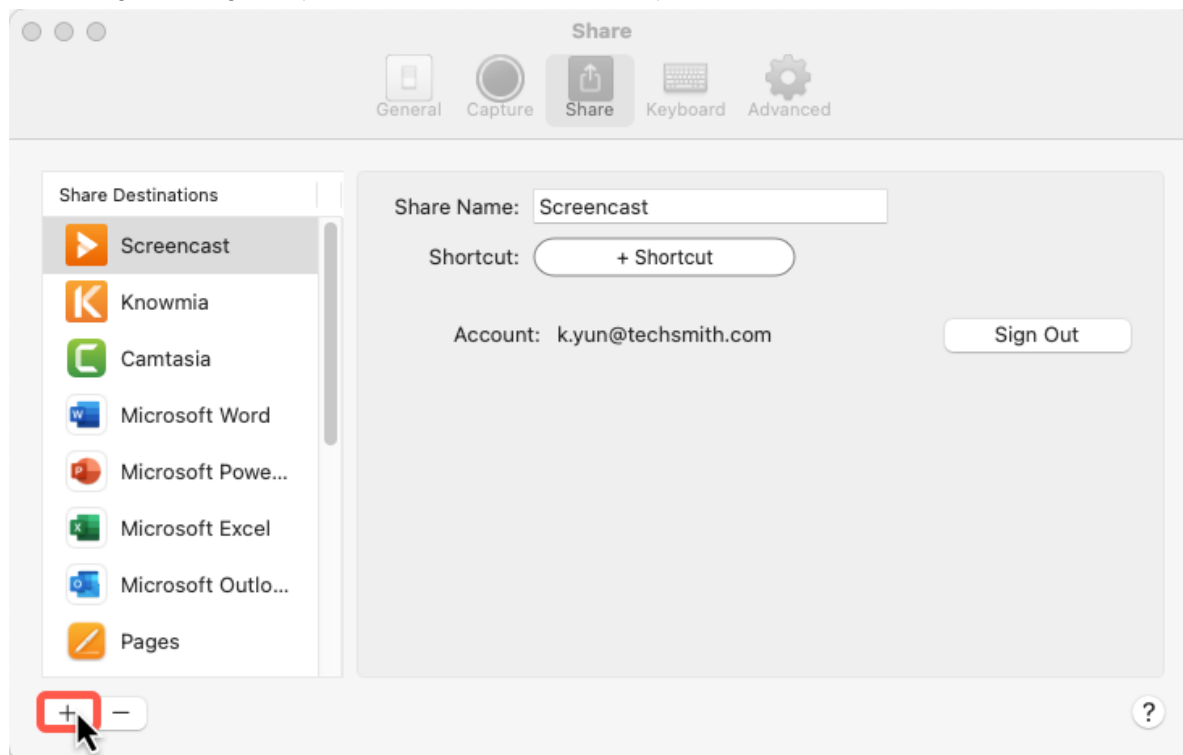 Share
General Capture Share Keyboard Advanced
Share Destinations
Screencast
Knowmia
Camtasia
Microsoft Word
Microsoft Powe...
Microsoft Excel
Microsoft Outlo...
Pages
Share Name: Screencast
Shortcut: + Shortcut
Account: k.yun@techsmith.com Sign Out
+ −
?